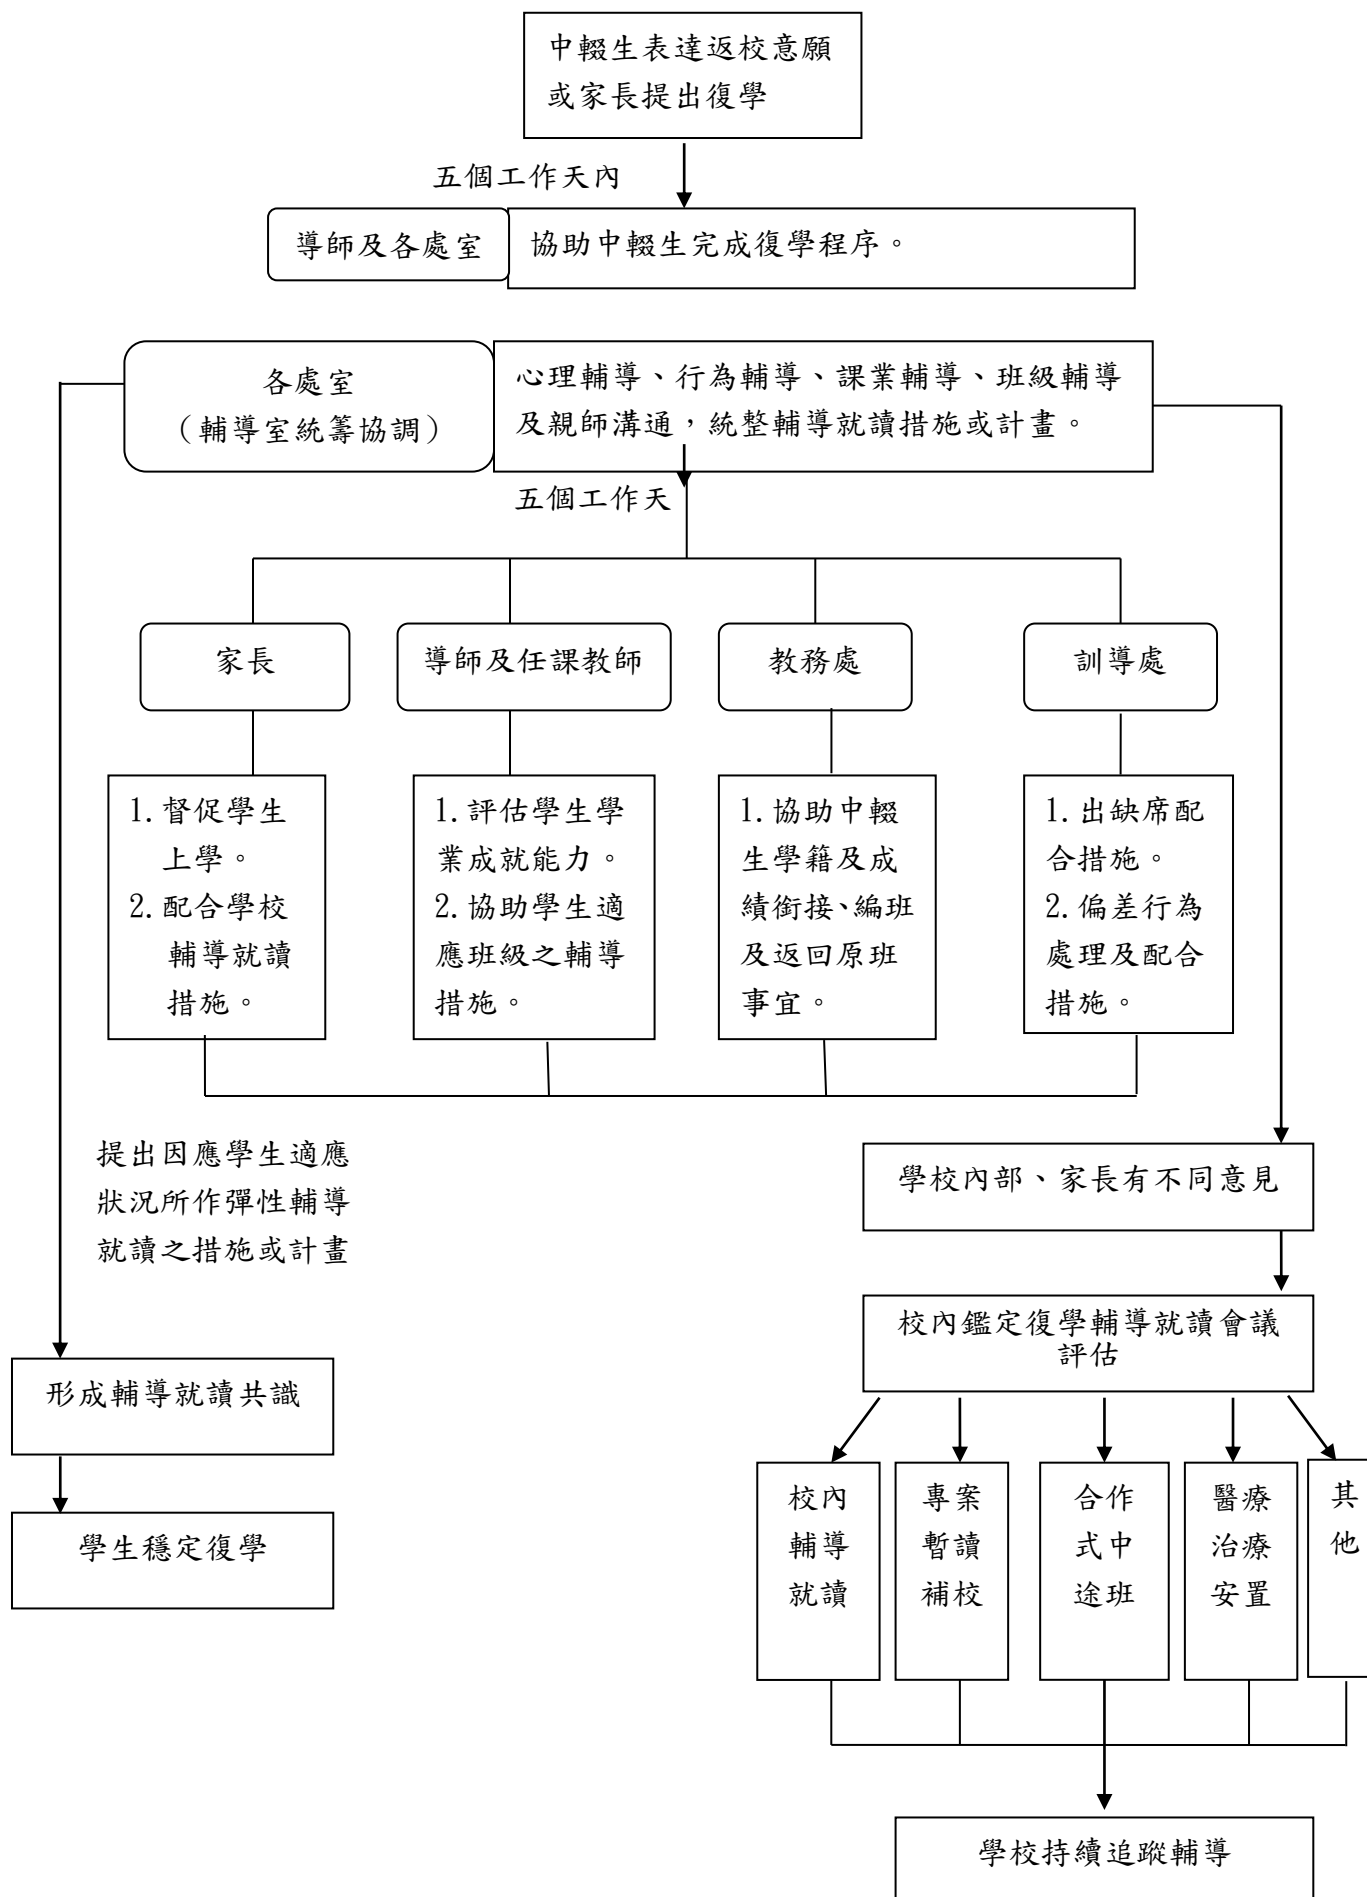 中輟生表達返校意願
或家長提出復學
五個工作天內
導師及各處室
協助中輟生完成復學程序。
各處室
（輔導室統籌協調）
心理輔導、行為輔導、課業輔導、班級輔導
及親師溝通，統整輔導就讀措施或計畫。
五個工作天
家長
導師及任課教師
教務處
訓導處
1.督促學生
上學。
2.配合學校
輔導就讀
措施。
1.評估學生學
業成就能力。
2.協助學生適
應班級之輔導
措施。
1.協助中輟
生學籍及成
績銜接、編班
及返回原班
事宜。
1.出缺席配
合措施。
2.偏差行為
處理及配合
措施。
提出因應學生適應
狀況所作彈性輔導
就讀之措施或計畫
學校內部、家長有不同意見
校內鑑定復學輔導就讀會議
評估
形成輔導就讀共識
學生穩定復學
校內
輔導
就讀
專案
暫讀
補校
合作
式中
途班
醫療
治療
安置
其
他
學校持續追蹤輔導